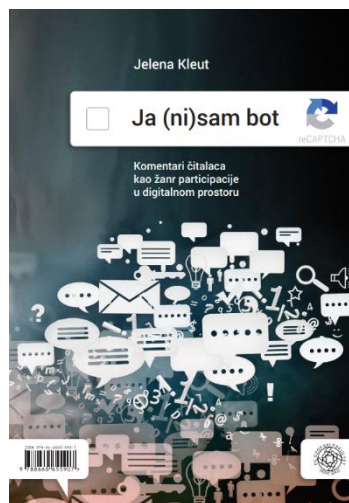 Jelena Kleut
Ja (ni)sam bot
reCAPTCHA
Komentari čitalaca
kao žanr participacije
u digitalnom prostoru